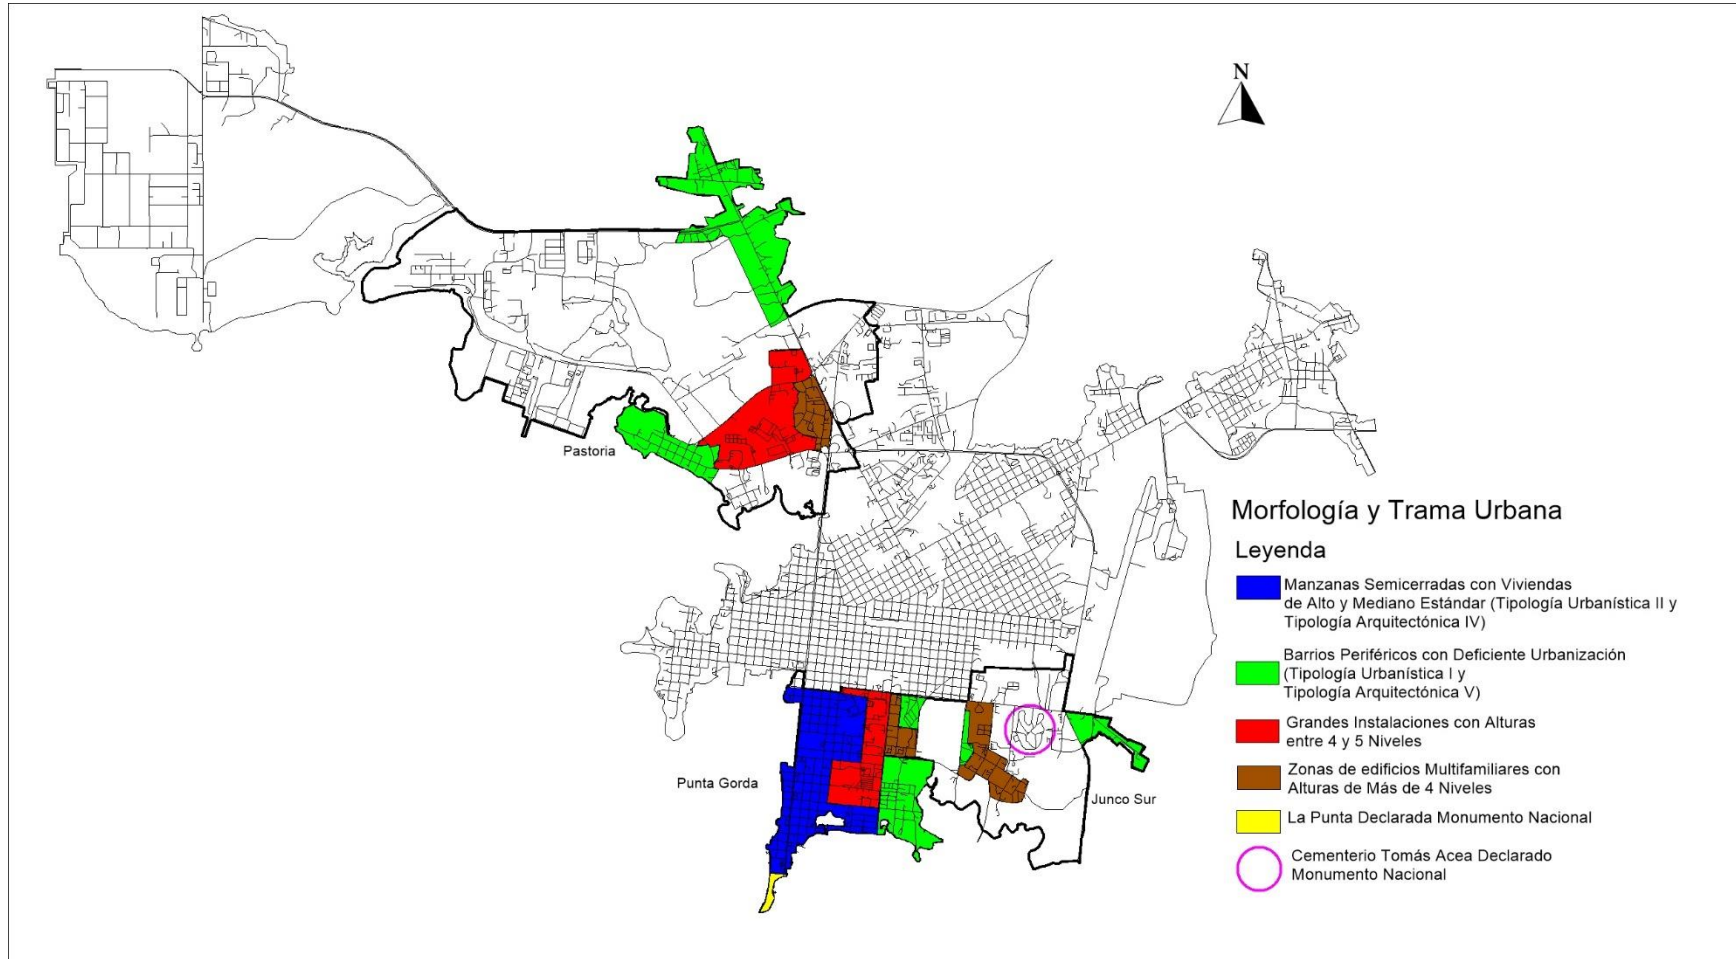 N
Pastoria
Morfología y Trama Urbana
Leyenda
Manzanas Semicerradas con Viviendas
de Alto y Mediano Estándar (Tipología Urbanística II y
Tipología Arquitectónica IV)
Barrios Periféricos con Deficiente Urbanización
(Tipología Urbanística I y
Tipología Arquitectónica V)
Grandes Instalaciones con Alturas
entre 4 y 5 Niveles
Zonas de edificios Multifamiliares con
Alturas de Más de 4 Niveles
La Punta Declarada Monumento Nacional
Cementerio Tomás Acea Declarado
Monumento Nacional
Punta Gorda
Junco Sur